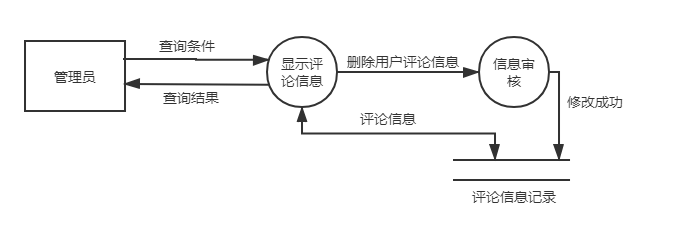 查询条件
管理员
查询结果
显示评
论信息
删除用户评论信息
信息审
核
修改成功
评论信息
评论信息记录